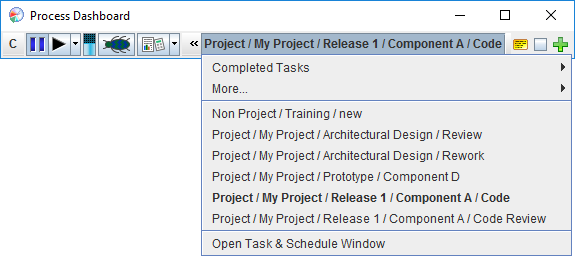 Process Dashboard
C « Project / My Project / Release 1 / Component A / Code
Completed Tasks
More...
Non Project / Training / new
Project / My Project / Architectural Design / Review
Project / My Project / Architectural Design / Rework
Project / My Project / Prototype / Component D
Project / My Project / Release 1 / Component A / Code
Project / My Project / Release 1 / Component A / Code Review
Open Task & Schedule Window